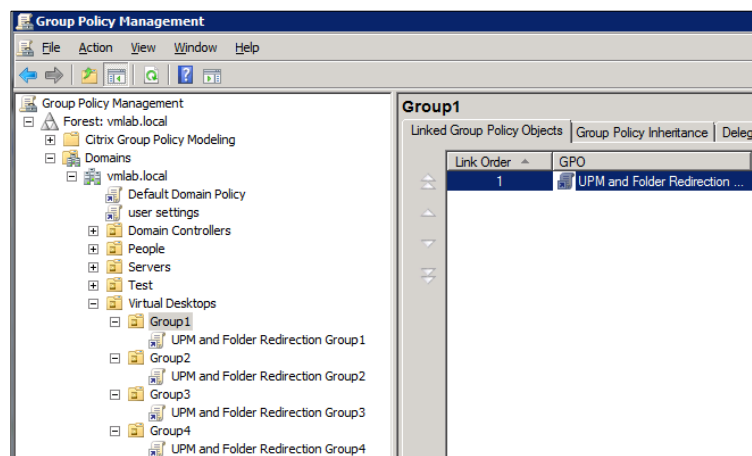 Group Policy Management
File Action View Window Help
Group Policy Management
Forest: vmlab.local
Citrix Group Policy Modeling
Domains
vmlab.local
Default Domain Policy
user settings
Domain Controllers
People
Servers
Test
Virtual Desktops
Group1
UPM and Folder Redirection Group1
Group2
UPM and Folder Redirection Group2
Group3
UPM and Folder Redirection Group3
Group4
UPM and Folder Redirection Group4
Group1
Linked Group Policy Objects Group Policy Inheritance Deleg
Link Order GPO
1 UPM and Folder Redirection ...